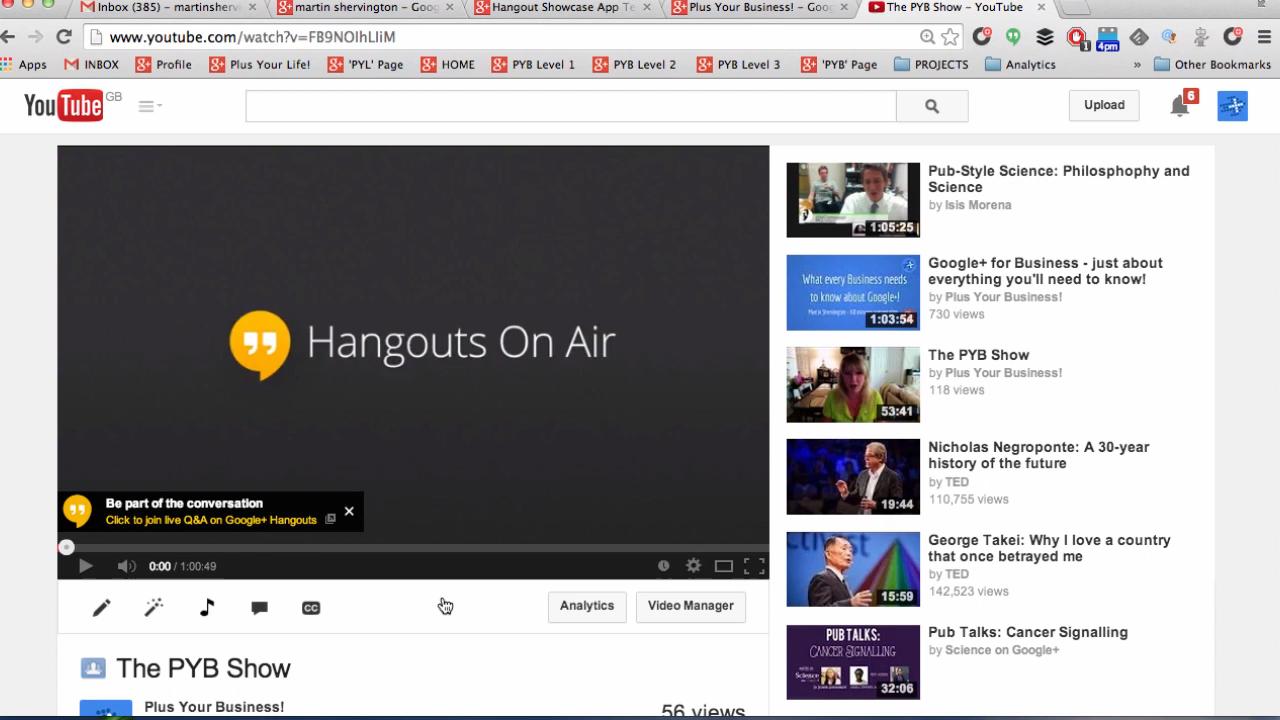 Inbox (385) – martinsherv
martin shervington – Goog
Hangout Showcase App Te
Plus Your Business! – Goog
The PYB Show – YouTube
www.youtube.com/watch?v=FB9NOlhLliM
1
4pm
Apps
INBOX
Profile
Plus Your Life!
'PYL' Page
HOME
PYB Level 1
PYB Level 2
PYB Level 3
'PYB' Page
PROJECTS
Analytics
»
Other Bookmarks
YouTube GB
Upload
6
Hangouts On Air
Be part of the conversation
Click to join live Q&A on Google+ Hangouts
0:00 / 1:00:49
CC
Analytics
Video Manager
The PYB Show
Plus Your Business!
56 views
Pub-Style Science: Philosphophy and
Science
by Isis Morena
1:05:25
What every Business needs
to know about Google+!
1:03:54
Google+ for Business - just about
everything you'll need to know!
by Plus Your Business!
730 views
The PYB Show
by Plus Your Business!
118 views
53:41
Nicholas Negroponte: A 30-year
history of the future
by TED
110,755 views
19:44
George Takei: Why I love a country
that once betrayed me
by TED
142,523 views
15:59
PUB TALKS:
CANCER SIGNALLING
32:06
Pub Talks: Cancer Signalling
by Science on Google+